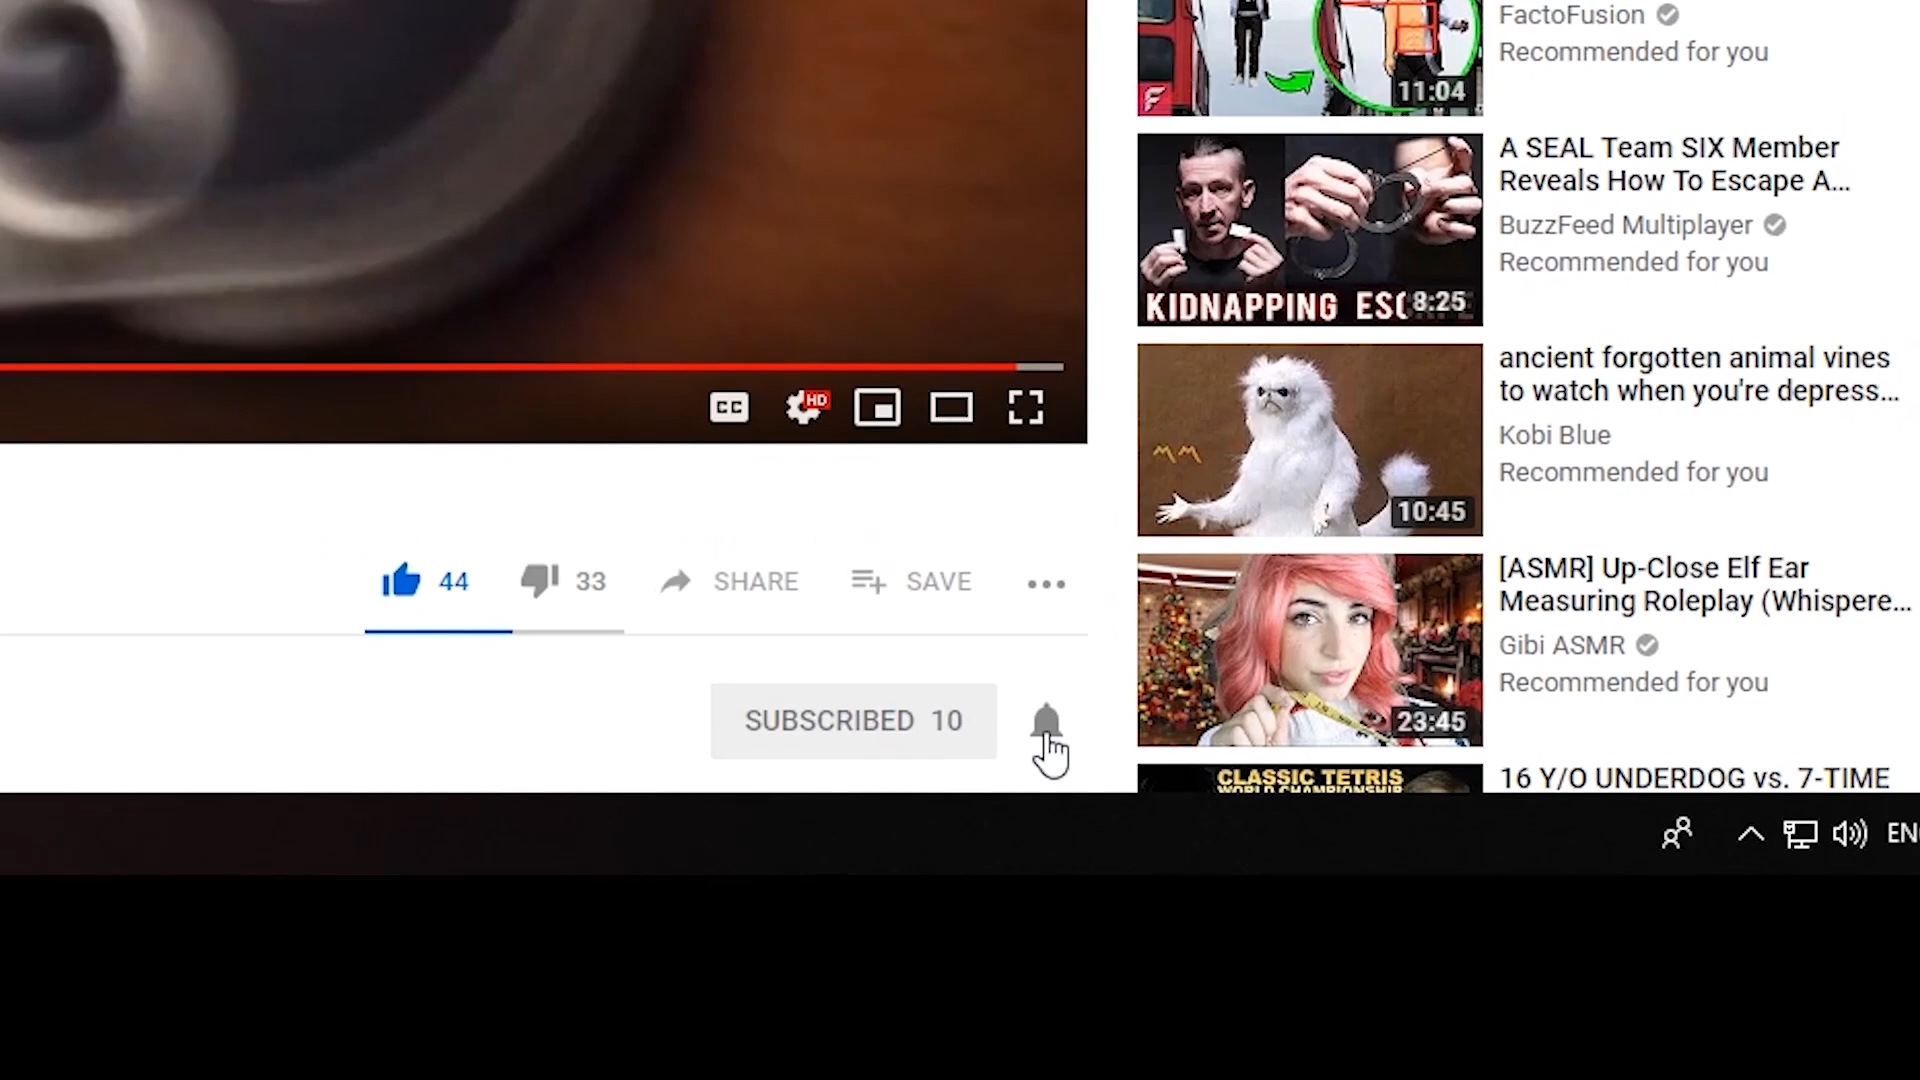 FactoFusion
Recommended for you
11:04
A SEAL Team SIX Member
Reveals How To Escape A...
BuzzFeed Multiplayer
Recommended for you
KIDNAPPING ESC
8:25
ancient forgotten animal vines
to watch when you're depress...
Kobi Blue
Recommended for you
10:45
CC
HD
44
33
SHARE
SAVE
[ASMR] Up-Close Elf Ear
Measuring Roleplay (Whispere...
Gibi ASMR
Recommended for you
23:45
SUBSCRIBED 10
CLASSIC TETRIS
WORLD CHAMPIONSHIP
16 Y/O UNDERDOG vs. 7-TIME